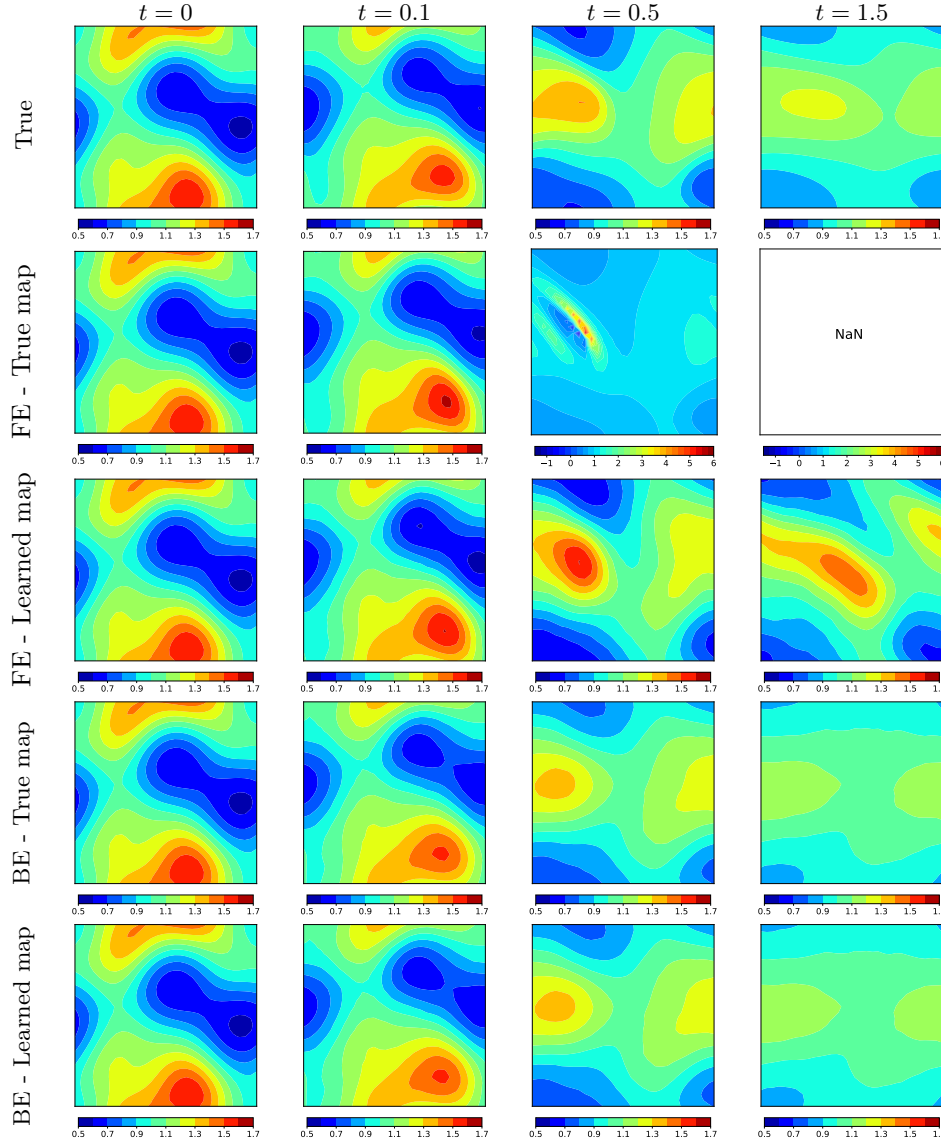 t = 0 t = 0.1 t = 0.5 t = 1.5
True
0.5 0.7 0.9 1.1 1.3 1.5 1.7 0.5 0.7 0.9 1.1 1.3 1.5 1.7 0.5 0.7 0.9 1.1 1.3 1.5 1.7 0.5 0.7 0.9 1.1 1.3 1.5 1.
FE - True map
NaN
0.5 0.7 0.9 1.1 1.3 1.5 1.7 0.5 0.7 0.9 1.1 1.3 1.5 1.7 −1 0 1 2 3 4 5 6 −1 0 1 2 3 4 5 6
FE - Learned map
0.5 0.7 0.9 1.1 1.3 1.5 1.7 0.5 0.7 0.9 1.1 1.3 1.5 1.7 0.5 0.7 0.9 1.1 1.3 1.5 1.7 0.5 0.7 0.9 1.1 1.3 1.5 1.
BE - True map
0.5 0.7 0.9 1.1 1.3 1.5 1.7 0.5 0.7 0.9 1.1 1.3 1.5 1.7 0.5 0.7 0.9 1.1 1.3 1.5 1.7 0.5 0.7 0.9 1.1 1.3 1.5 1.
BE - Learned map
0.5 0.7 0.9 1.1 1.3 1.5 1.7 0.5 0.7 0.9 1.1 1.3 1.5 1.7 0.5 0.7 0.9 1.1 1.3 1.5 1.7 0.5 0.7 0.9 1.1 1.3 1.5 1.